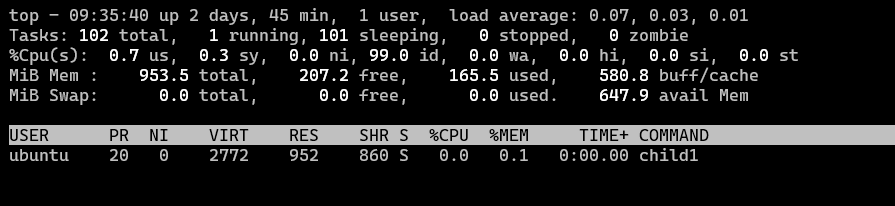 top - 09:35:40 up 2 days, 45 min,  1 user,  load average: 0.07, 0.03, 0.01
Tasks: 102 total,   1 running, 101 sleeping,   0 stopped,   0 zombie
%Cpu(s):  0.7 us,  0.3 sy,  0.0 ni, 99.0 id,  0.0 wa,  0.0 hi,  0.0 si,  0.0 st
MiB Mem :    953.5 total,    207.2 free,    165.5 used,    580.8 buff/cache
MiB Swap:      0.0 total,      0.0 free,      0.0 used.    647.9 avail Mem
USER      PR  NI    VIRT    RES    SHR S  %CPU  %MEM     TIME+ COMMAND
ubuntu    20   0    2772    952    860 S   0.0   0.1   0:00.00 child1